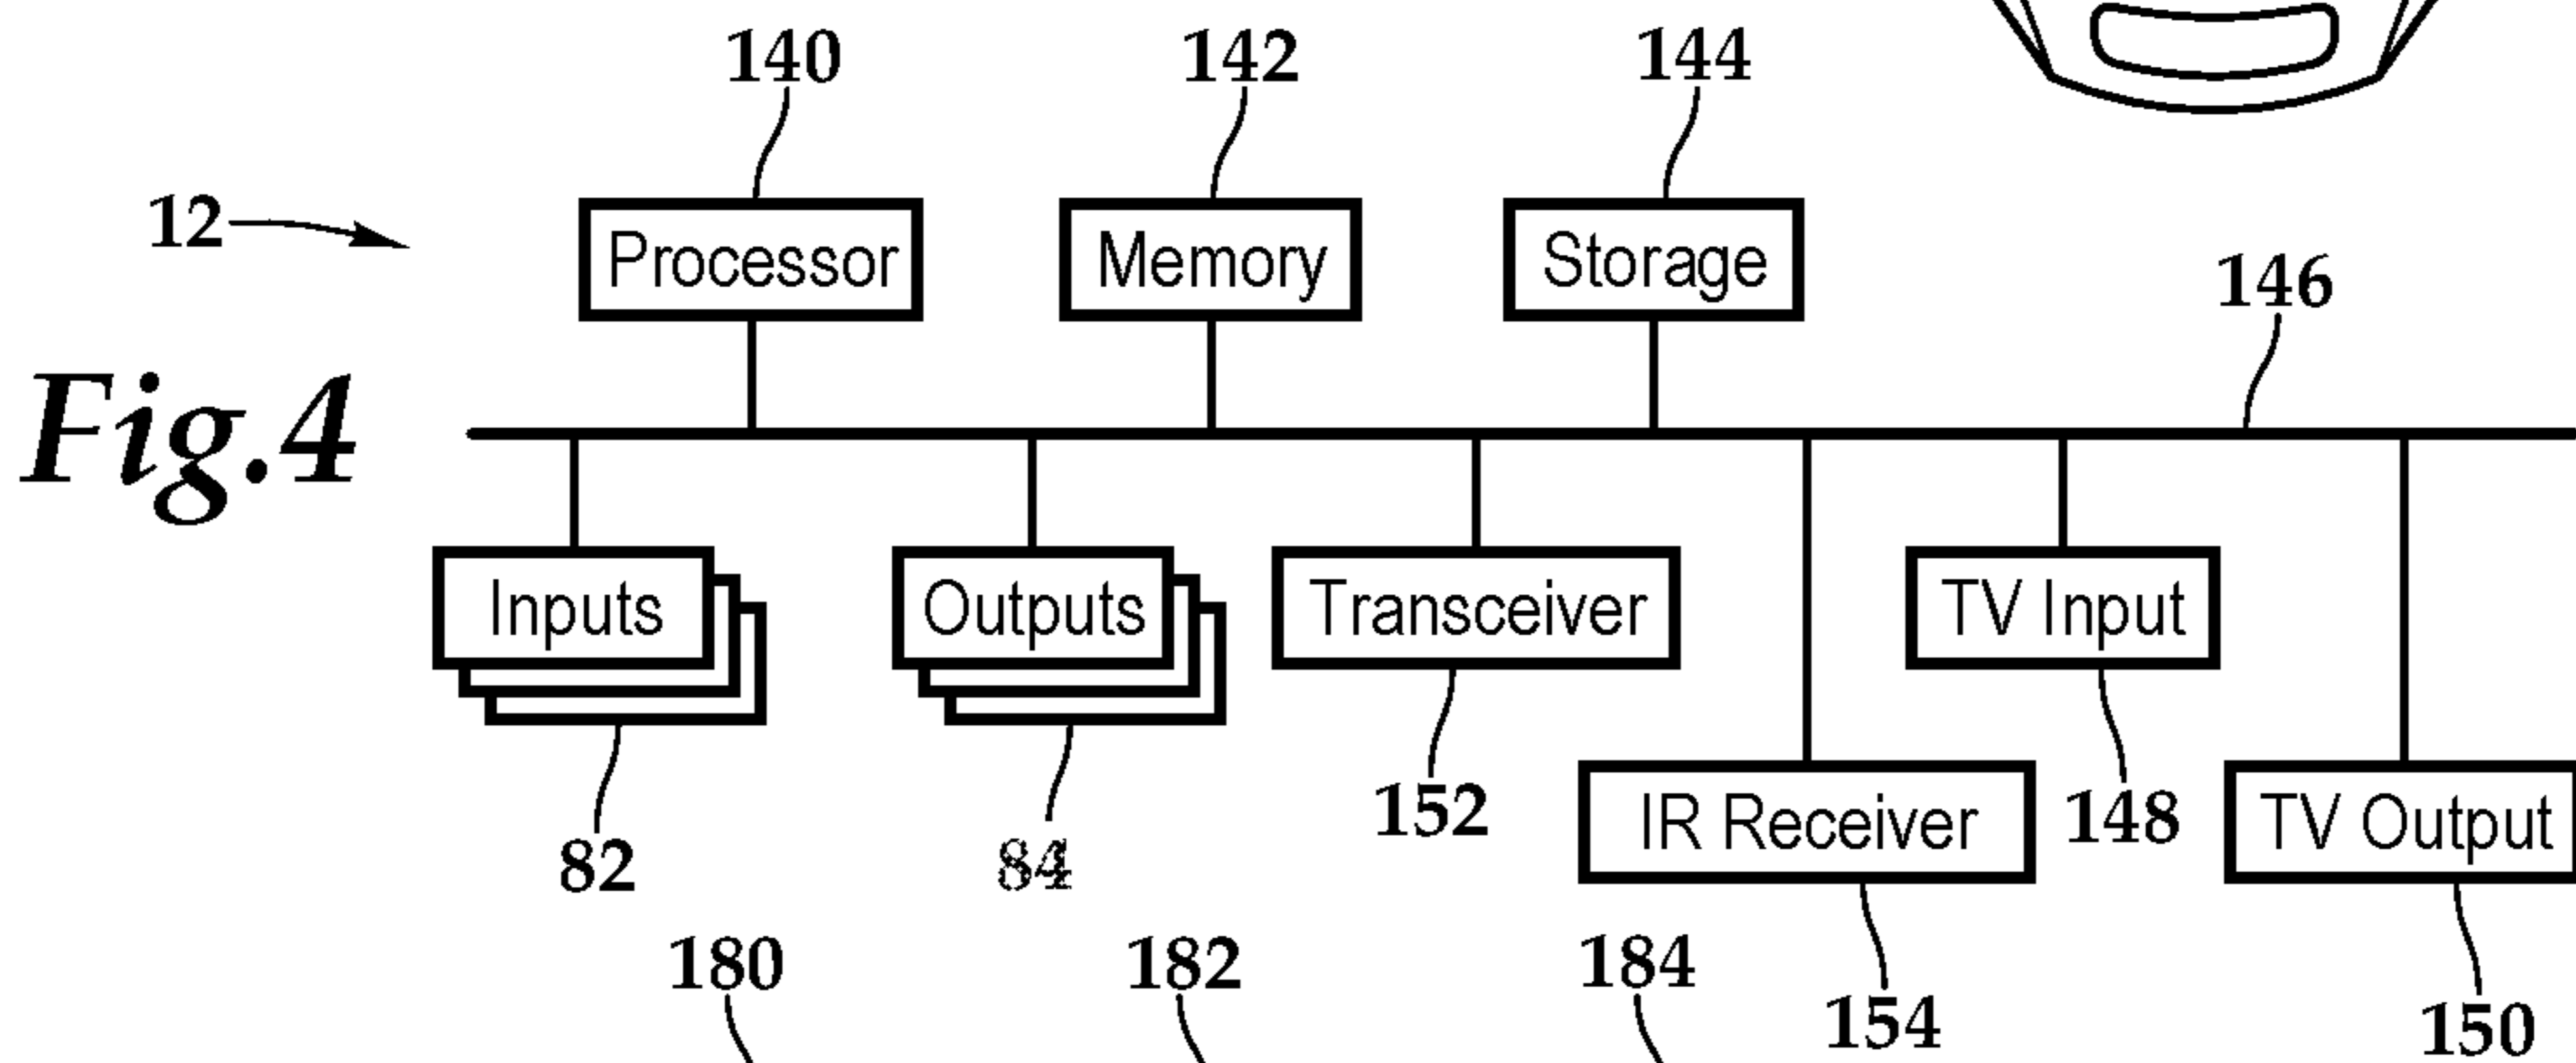 140 142 144
12
Processor Memory Storage
146
Fig.4
Inputs Outputs Transceiver TV Input
152 148
IR Receiver TV Output
82 84
180 182 184
154 150